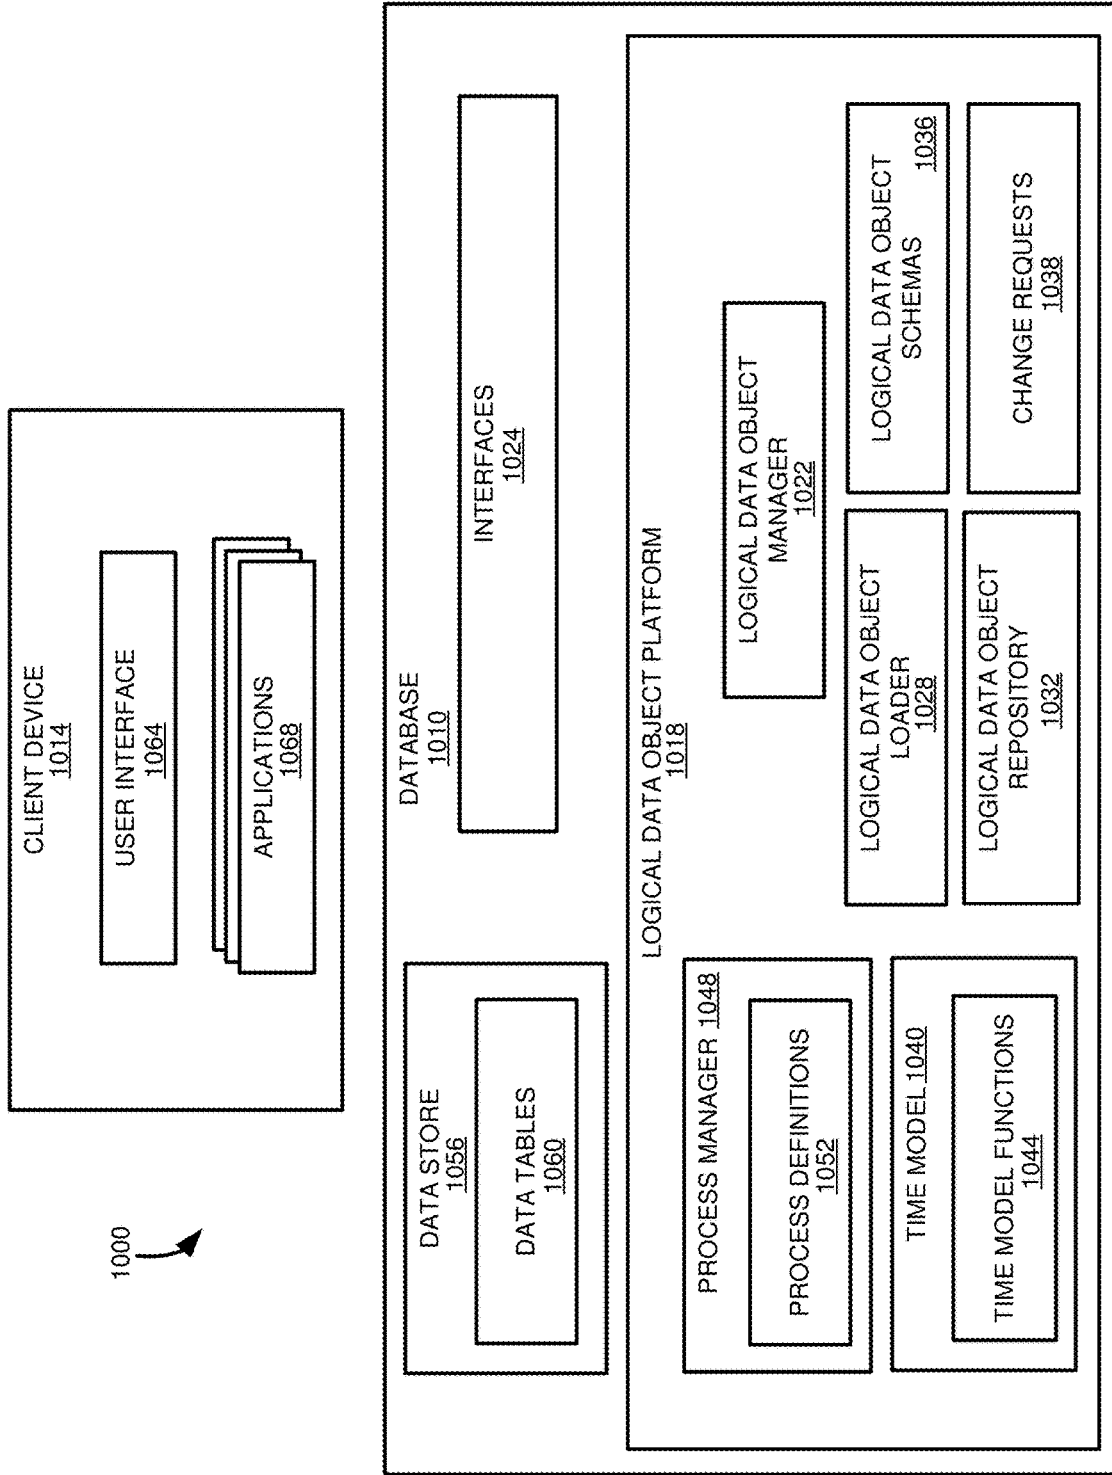 1000
CLIENT DEVICE
1014
USER INTERFACE
1064
APPLICATIONS
1068
DATA STORE
1056
DATA TABLES
1060
DATABASE
1010
INTERFACES
1024
LOGICAL DATA OBJECT PLATFORM
1018
PROCESS MANAGER 1048
PROCESS DEFINITIONS
1052
TIME MODEL 1040
TIME MODEL FUNCTIONS
1044
LOGICAL DATA OBJECT
MANAGER
1022
LOGICAL DATA OBJECT
LOADER
1028
LOGICAL DATA OBJECT
SCHEMAS
1036
LOGICAL DATA OBJECT
REPOSITORY
1032
CHANGE REQUESTS
1038